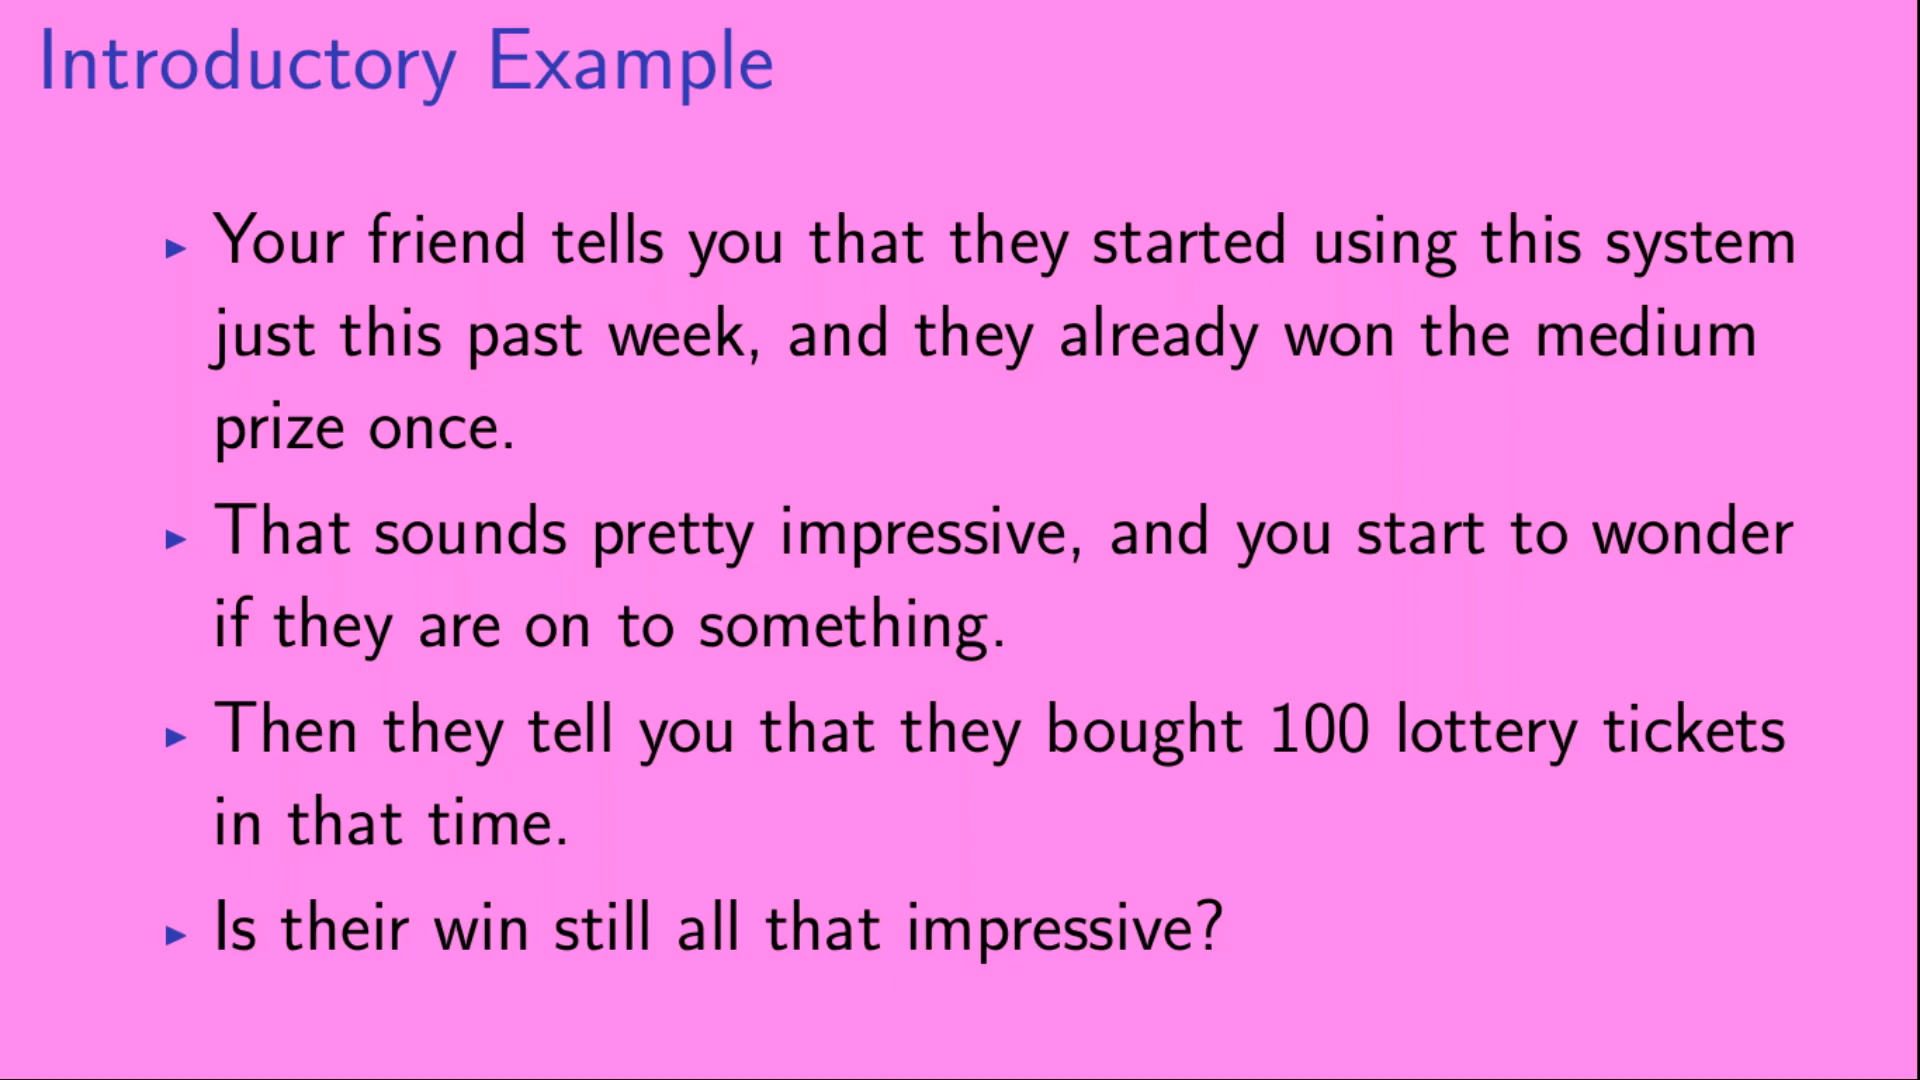 Introductory Example
▸ Your friend tells you that they started using this system
just this past week, and they already won the medium
prize once.
▸ That sounds pretty impressive, and you start to wonder
if they are on to something.
▸ Then they tell you that they bought 100 lottery tickets
in that time.
▸ Is their win still all that impressive?